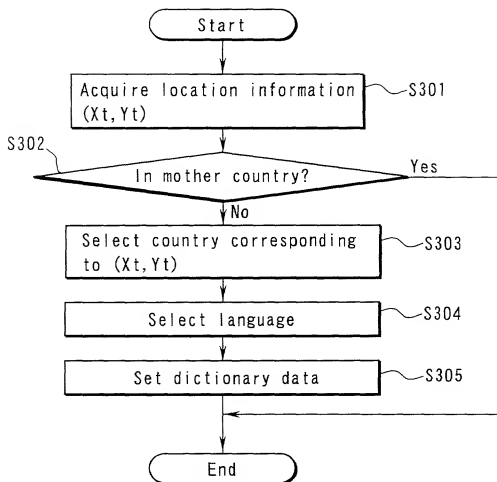 Start
Acquire location information
(Xt,Yt)
S301
S302
In mother country?
Yes
No
Select country corresponding
to (Xt,Yt)
S303
Select language
S304
Set dictionary data
S305
End